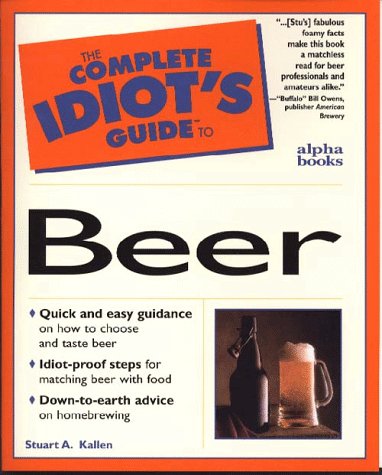 THE
COMPLETE
IDIOT'S
GUIDE™ TO
"...[Stu's] fabulous
foamy facts
make this book
a matchless
read for beer
professionals and
amateurs alike."
—"Buffalo" Bill Owens,
publisher American
Brewery
alpha
books
Beer
♦ Quick and easy guidance
on how to choose
and taste beer
♦ Idiot-proof steps for
matching beer with food
♦ Down-to-earth advice
on homebrewing
Stuart A. Kallen